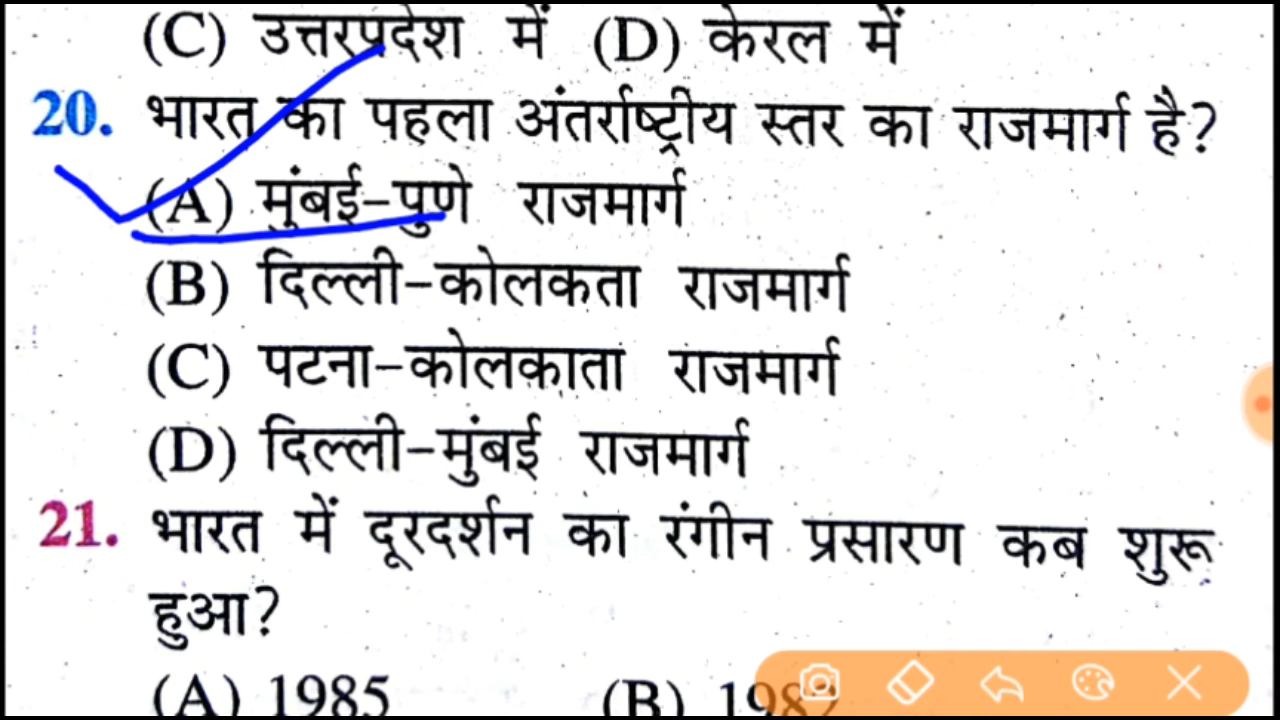 (C) उत्तरप्रदेश में (D) केरल में
20. भारत का पहला अंतर्राष्ट्रीय स्तर का राजमार्ग है?
(A) मुंबई-पुणे राजमार्ग
(B) दिल्ली-कोलकता राजमार्ग
(C) पटना-कोलकाता राजमार्ग
(D) दिल्ली-मुंबई राजमार्ग
21. भारत में दूरदर्शन का रंगीन प्रसारण कब शुरू
हुआ?
(A) 1985 (B)